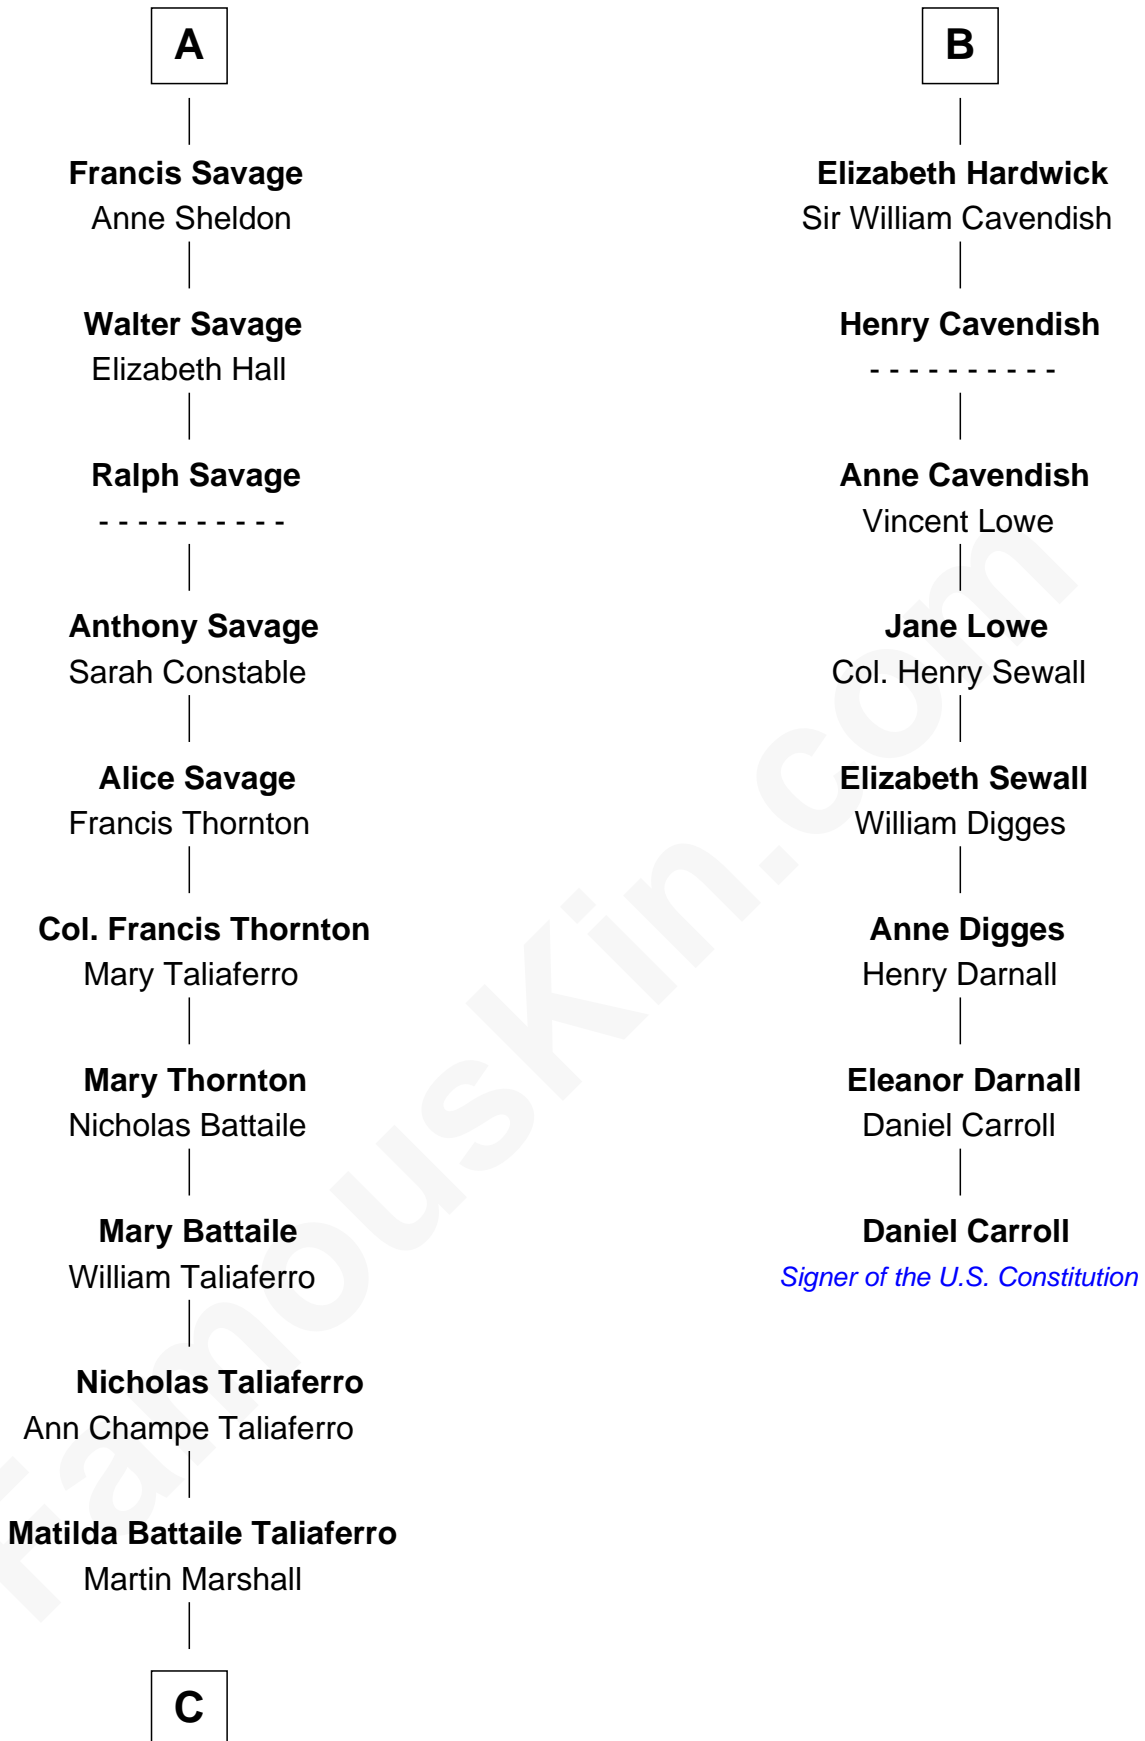 A
Francis Savage
Anne Sheldon
Walter Savage
Elizabeth Hall
Ralph Savage
- - - - - - - - - -
Anthony Savage
Sarah Constable
Alice Savage
Francis Thornton
Col. Francis Thornton
Mary Taliaferro
Mary Thornton
Nicholas Battaile
Mary Battaile
William Taliaferro
Nicholas Taliaferro
Ann Champe Taliaferro
Matilda Battaile Taliaferro
Martin Marshall
C
B
Elizabeth Hardwick
Sir William Cavendish
Henry Cavendish
- - - - - - - - - -
Anne Cavendish
Vincent Lowe
Jane Lowe
Col. Henry Sewall
Elizabeth Sewall
William Digges
Anne Digges
Henry Darnall
Eleanor Darnall
Daniel Carroll
Daniel Carroll
Signer of the U.S. Constitution
FamousKin.com